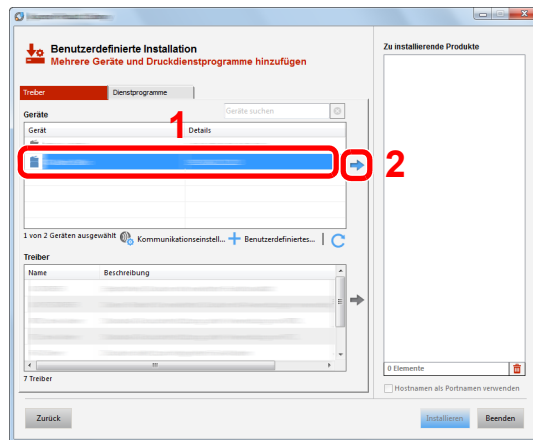 Benutzerdefinierte Installation
Mehrere Geräte und Druckdienstprogramme hinzufügen
Treiber
Dienstprogramme
Geräte
Geräte suchen
Gerät
Details
1
2
1 von 2 Geräten ausgewählt
Kommunikationseinstell...
Benutzerdefiniertes...
Treiber
Name
Beschreibung
7 Treiber
Zu installierende Produkte
0 Elemente
Hostnamen als Portnamen verwenden
Zurück
Installieren
Beenden